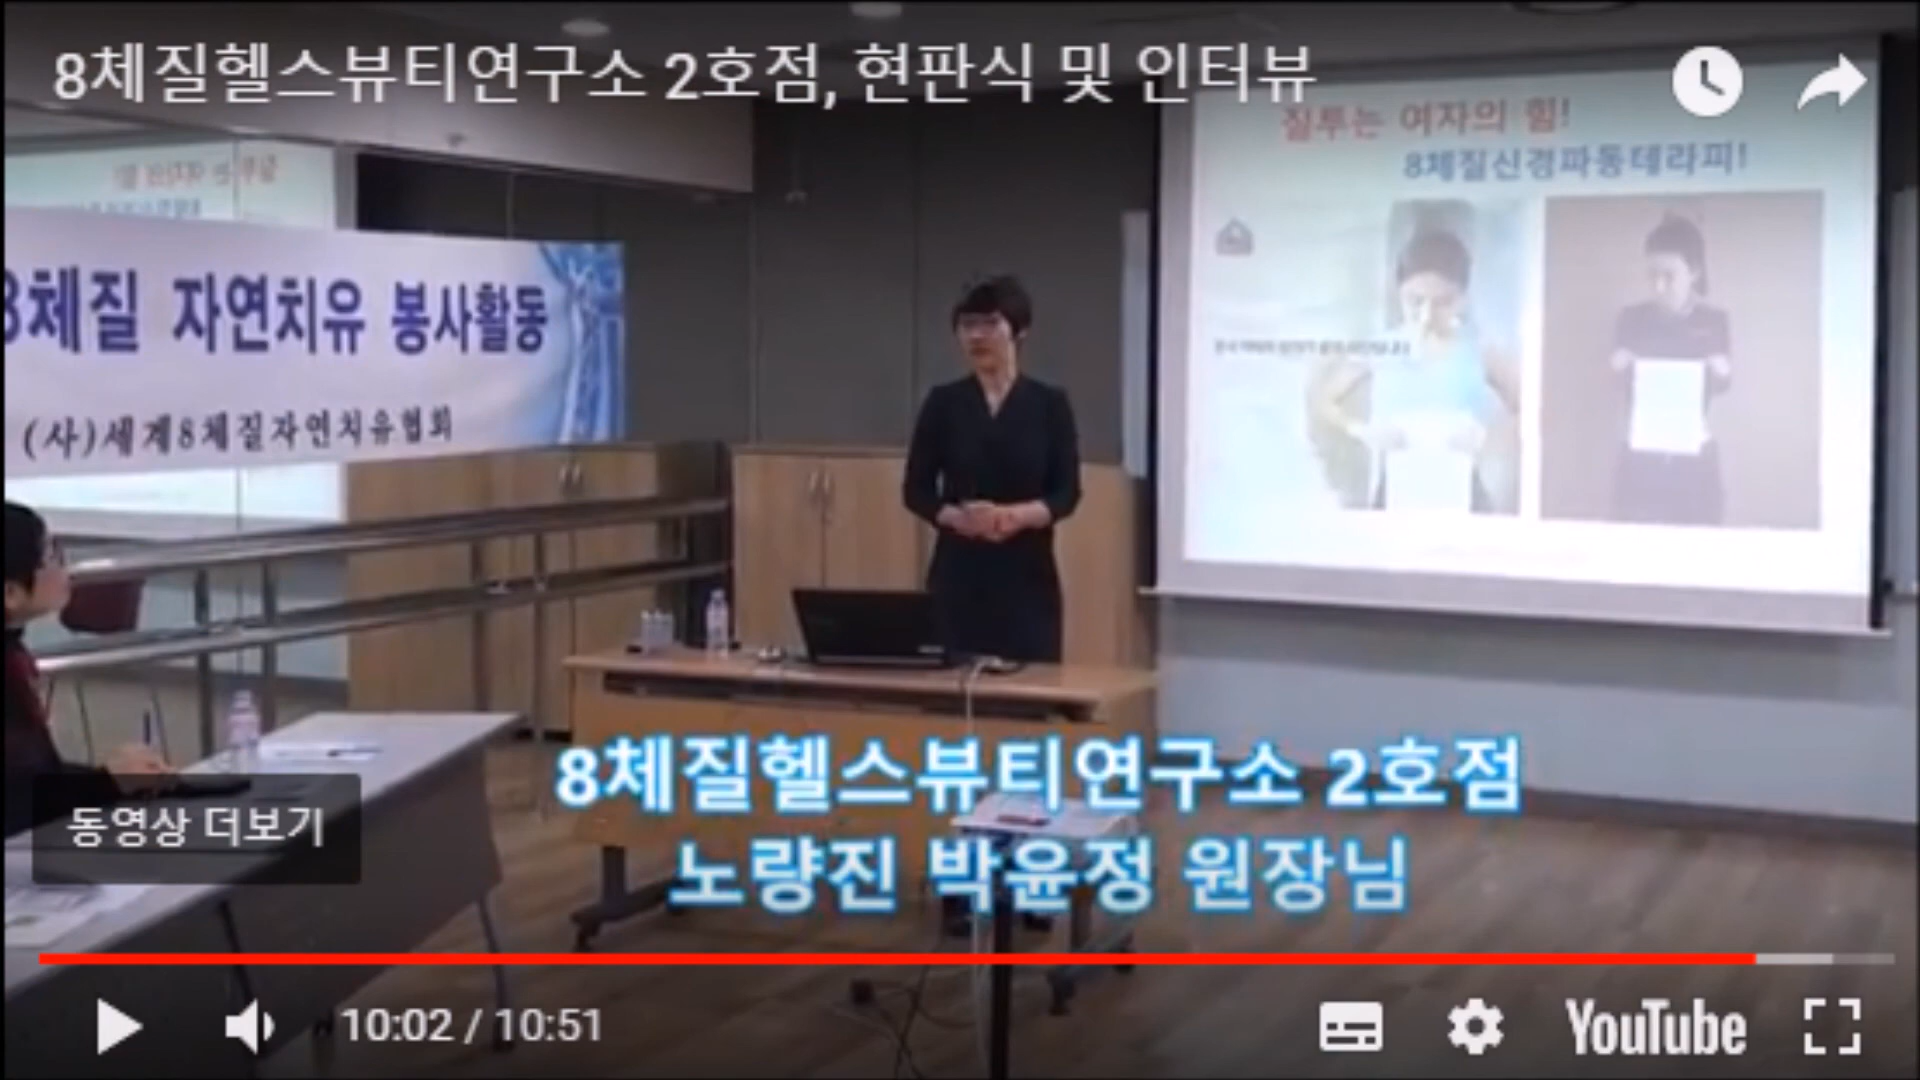 8체질헬스뷰티연구소 2호점, 현판식 및 인터뷰
질투는 여자의 힘!
8체질신경파동테라피!
8체질 자연치유 봉사활동
(사)세계8체질자연치유협회
8체질헬스뷰티연구소 2호점
노량진 박윤정 원장님
동영상 더보기
10:02 / 10:51
YouTube